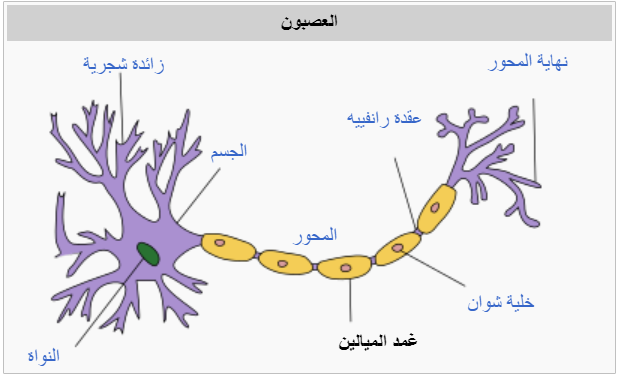 العصبون
نهاية المحور
زائدة شجرية
عقدة رانفييه
الجسم
المحور
خلية شوان
غمد الميالين
النواة